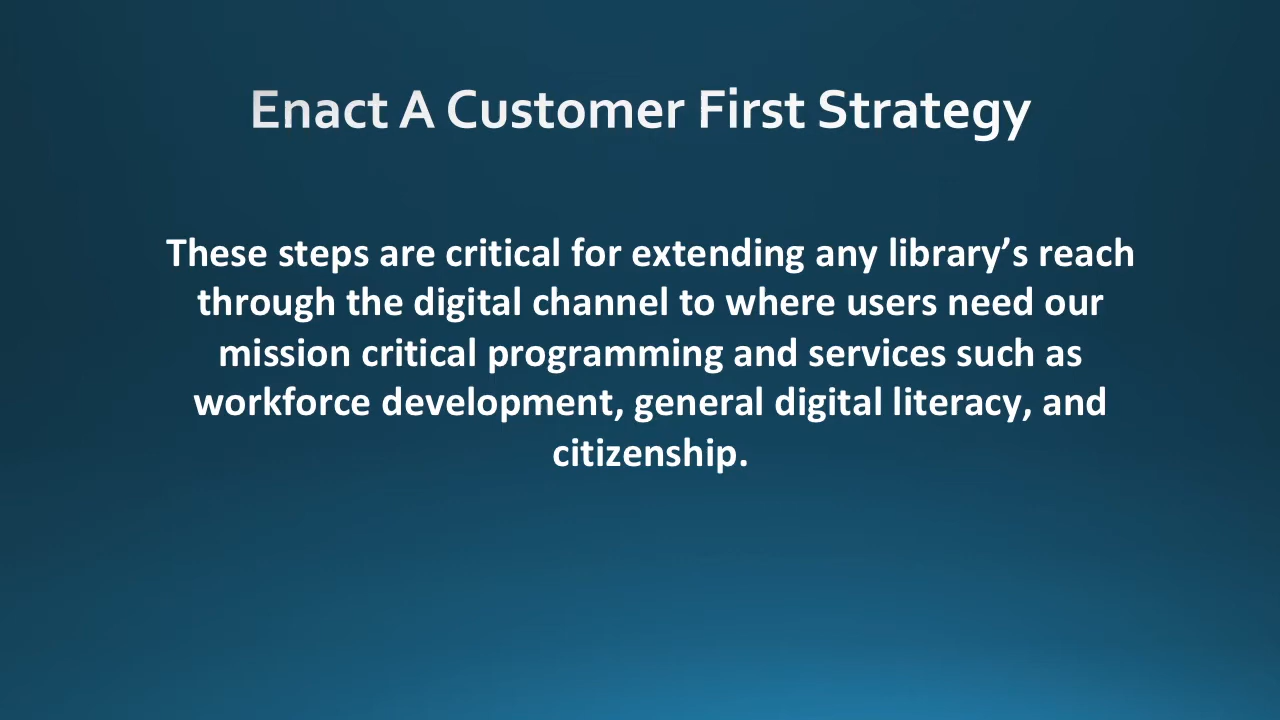 Enact A Customer First Strategy
These steps are critical for extending any library’s reach
through the digital channel to where users need our
mission critical programming and services such as
workforce development, general digital literacy, and
citizenship.